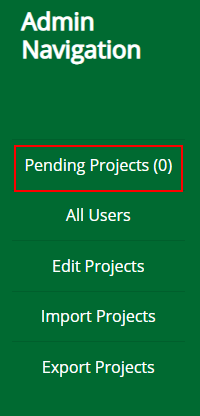 Admin
Navigation
Pending Projects (0)
All Users
Edit Projects
Import Projects
Export Projects